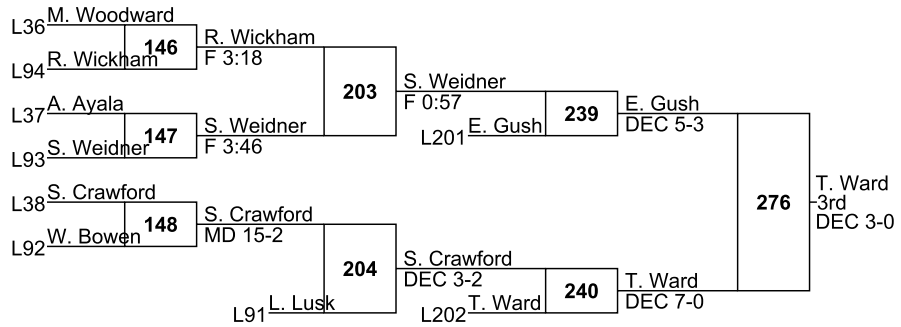 L36 M. Woodward
146
L94 R. Wickham
R. Wickham
F 3:18
L37 A. Ayala
147
L93 S. Weidner
S. Weidner
F 3:46
203
S. Weidner
F 0:57
L201 E. Gush
239
E. Gush
DEC 5-3
L38 S. Crawford
148
L92 W. Bowen
S. Crawford
MD 15-2
L91 L. Lusk
204
S. Crawford
DEC 3-2
L202 T. Ward
240
T. Ward
DEC 7-0
276
T. Ward
3rd
DEC 3-0